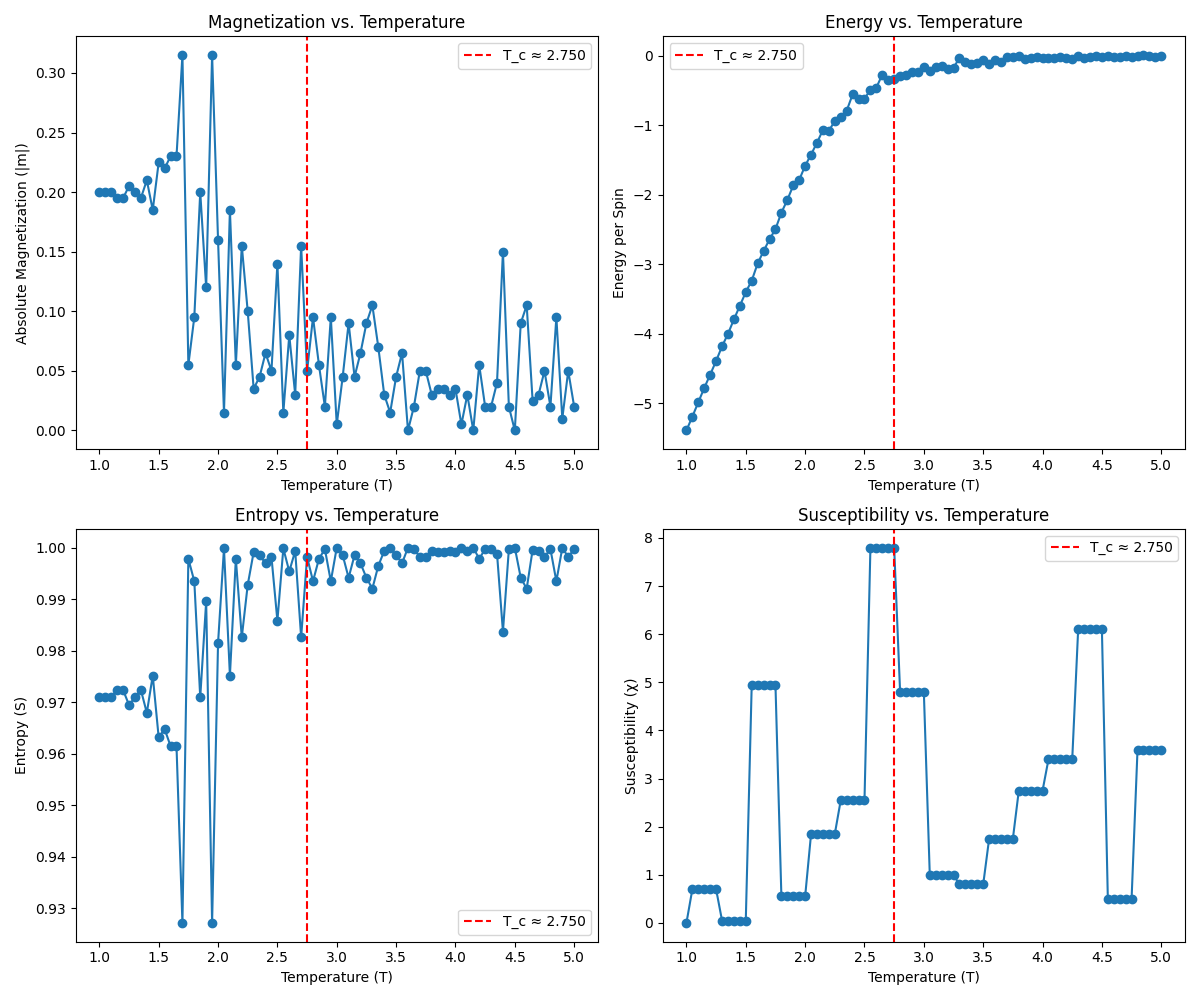 Magnetization vs. Temperature
T_c ≈ 2.750
Absolute Magnetization (|m|)
0.30
0.25
0.20
0.15
0.10
0.05
0.00
1.0 1.5 2.0 2.5 3.0 3.5 4.0 4.5 5.0
Temperature (T)
Energy vs. Temperature
T_c ≈ 2.750
Energy per Spin
0
−1
−2
−3
−4
−5
1.0 1.5 2.0 2.5 3.0 3.5 4.0 4.5 5.0
Temperature (T)
Entropy vs. Temperature
Entropy (S)
1.00
0.99
0.98
0.97
0.96
0.95
0.94
0.93
T_c ≈ 2.750
1.0 1.5 2.0 2.5 3.0 3.5 4.0 4.5 5.0
Temperature (T)
Susceptibility vs. Temperature
T_c ≈ 2.750
Susceptibility (χ)
8
7
6
5
4
3
2
1
0
1.0 1.5 2.0 2.5 3.0 3.5 4.0 4.5 5.0
Temperature (T)